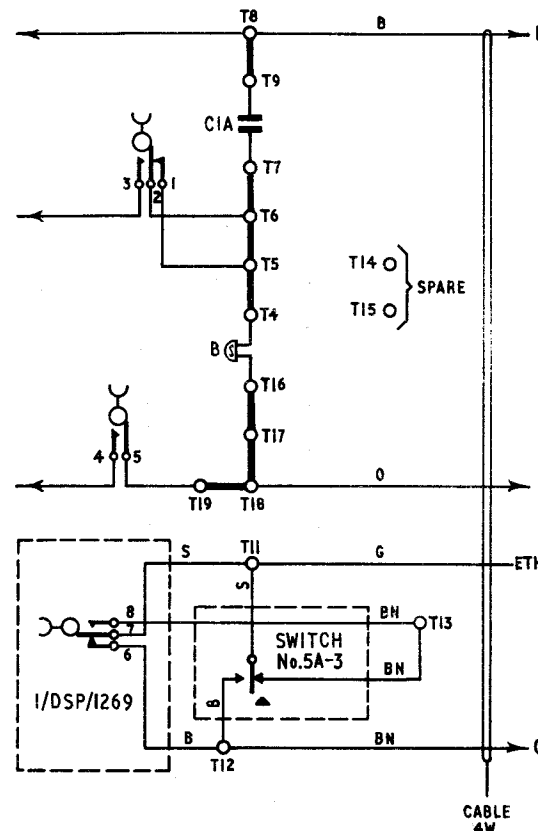 T8
B
T9
C1A
T7
3 2 1
T6
T5
T14
T15
SPARE
T4
B
T16
T17
4 5
O
T19 T18
S
T11
G
ETH
S
8
7
6
BN
T13
SWITCH
No.5A-3
BN
1/DSP/1269
B
B
T12
BN
CABLE
4W